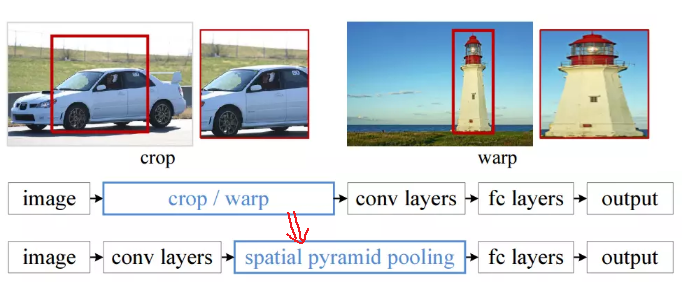 crop warp
image crop / warp conv layers fc layers output
image conv layers spatial pyramid pooling fc layers output